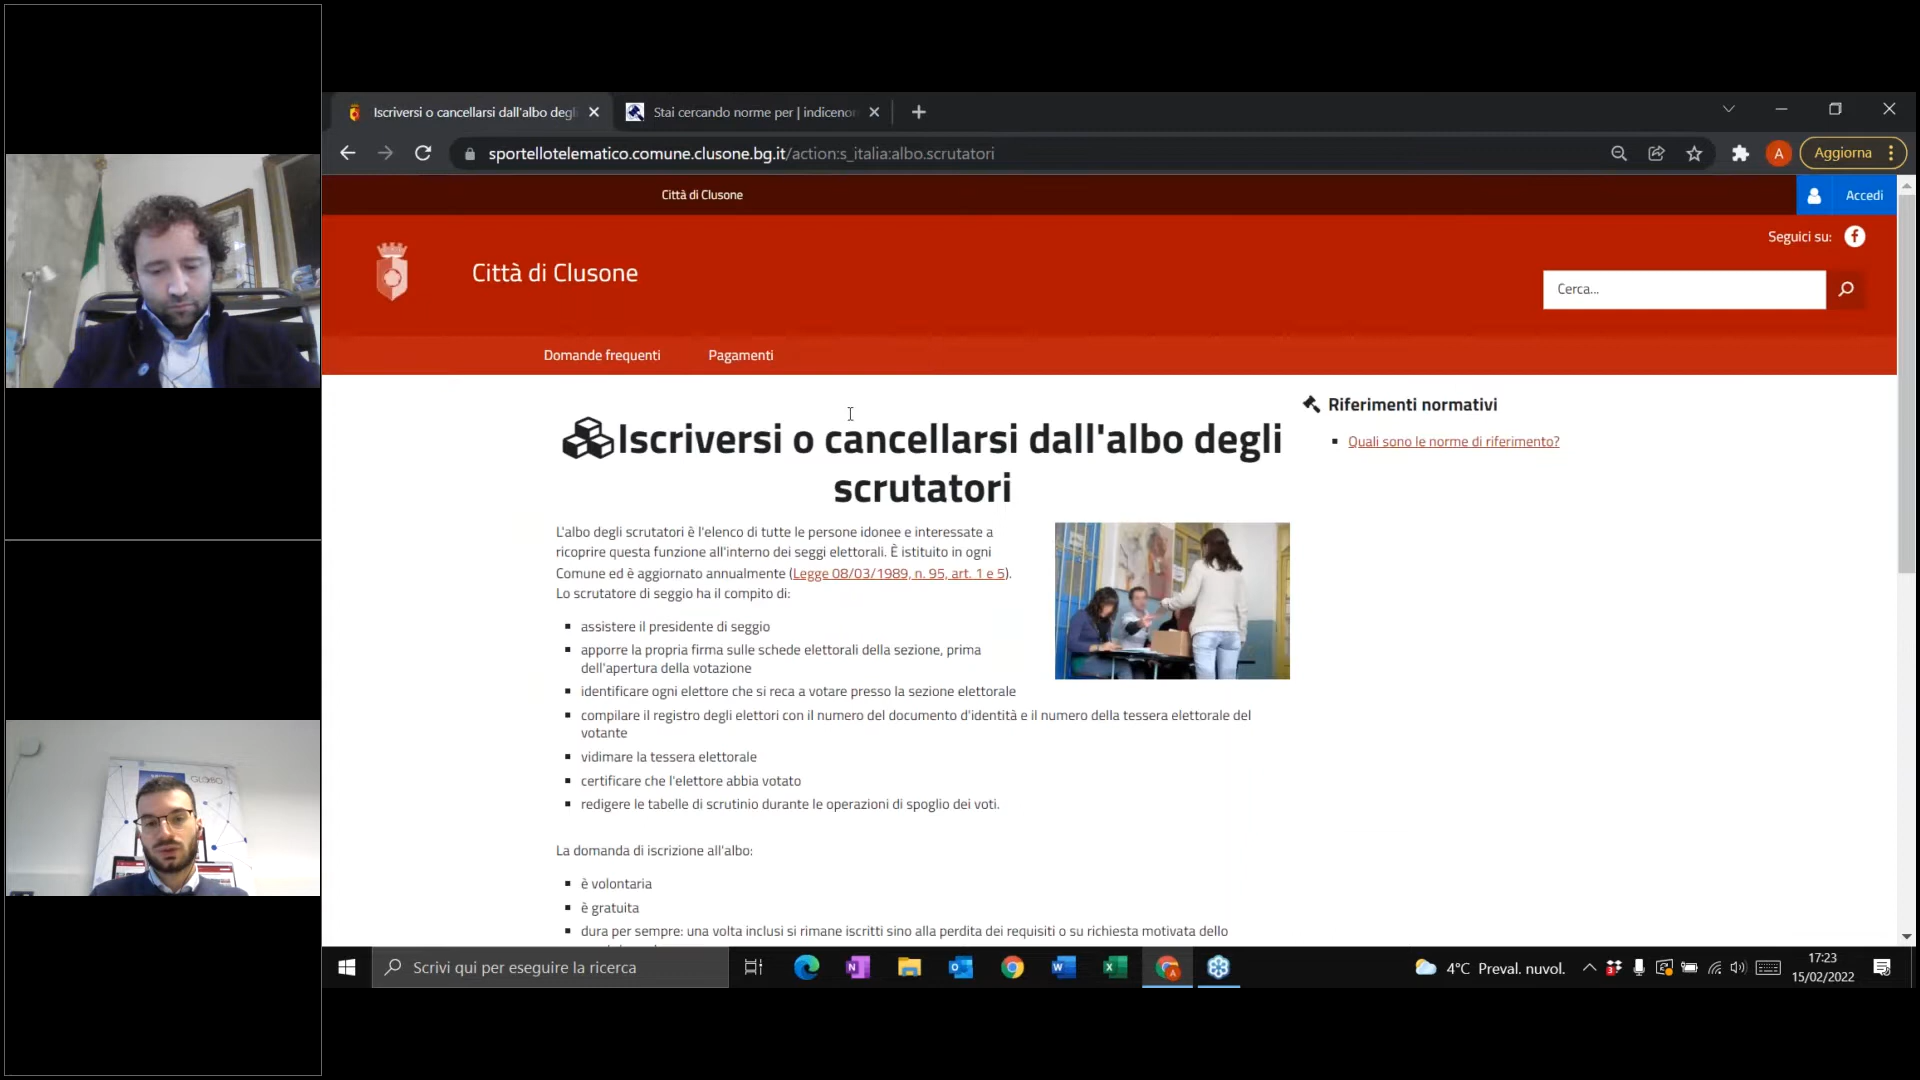 Iscriversi o cancellarsi dall'albo degli
Stai cercando norme per | indiceno
sportellotelematico.comune.clusone.bg.it/action:s_italia:albo.scrutatori
A
Aggiorna
Città di Clusone
Accedi
Seguici su:
Città di Clusone
Cerca...
Domande frequenti
Pagamenti
Iscriversi o cancellarsi dall'albo degli
scrutatori
Riferimenti normativi
Quali sono le norme di riferimento?
L'albo degli scrutatori è l'elenco di tutte le persone idonee e interessate a
ricoprire questa funzione all'interno dei seggi elettorali. È istituito in ogni
Comune ed è aggiornato annualmente (Legge 08/03/1989, n. 95, art. 1 e 5).
Lo scrutatore di seggio ha il compito di:
assistere il presidente di seggio
apporre la propria firma sulle schede elettorali della sezione, prima
dell'apertura della votazione
identificare ogni elettore che si reca a votare presso la sezione elettorale
compilare il registro degli elettori con il numero del documento d'identità e il numero della tessera elettorale del
votante
vidimare la tessera elettorale
certificare che l'elettore abbia votato
redigere le tabelle di scrutinio durante le operazioni di spoglio dei voti.
La domanda di iscrizione all'albo:
è volontaria
è gratuita
dura per sempre: una volta inclusi si rimane iscritti sino alla perdita dei requisiti o su richiesta motivata dello
GLOBO
Scrivi qui per eseguire la ricerca
4°C Preval. nuvol.
17:23
15/02/2022